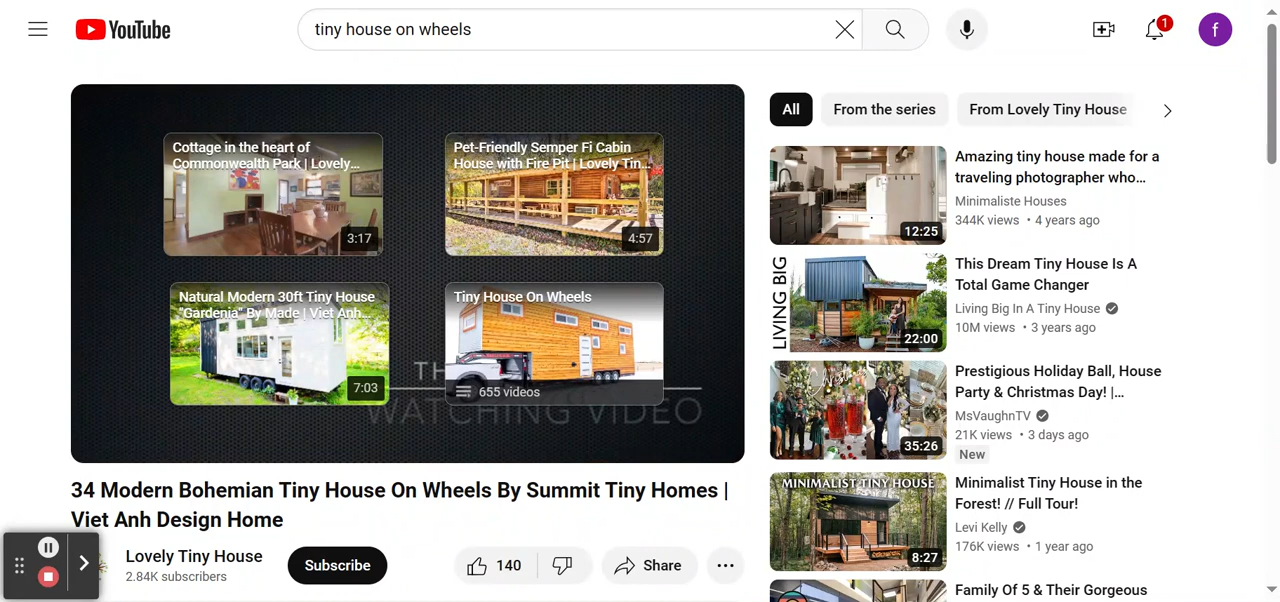 YouTube
tiny house on wheels
1
f
Cottage in the heart of
Commonwealth Park | Lovely...
3:17
Pet-Friendly Semper Fi Cabin
House with Fire Pit | Lovely Tin...
4:57
Natural Modern 30ft Tiny House
"Gardenia" By Made | Viet Anh...
7:03
Tiny House On Wheels
655 videos
TH
WATCHING VIDEO
34 Modern Bohemian Tiny House On Wheels By Summit Tiny Homes |
Viet Anh Design Home
Lovely Tiny House
2.84K subscribers
Subscribe
140
Share
All
From the series
From Lovely Tiny House
12:25
Amazing tiny house made for a
traveling photographer who...
Minimaliste Houses
344K views • 4 years ago
LIVING BIG
22:00
This Dream Tiny House Is A
Total Game Changer
Living Big In A Tiny House
10M views • 3 years ago
35:26
Prestigious Holiday Ball, House
Party & Christmas Day! |...
MsVaughnTV
21K views • 3 days ago
New
MINIMALIST TINY HOUSE
8:27
Minimalist Tiny House in the
Forest! // Full Tour!
Levi Kelly
176K views • 1 year ago
Family Of 5 & Their Gorgeous